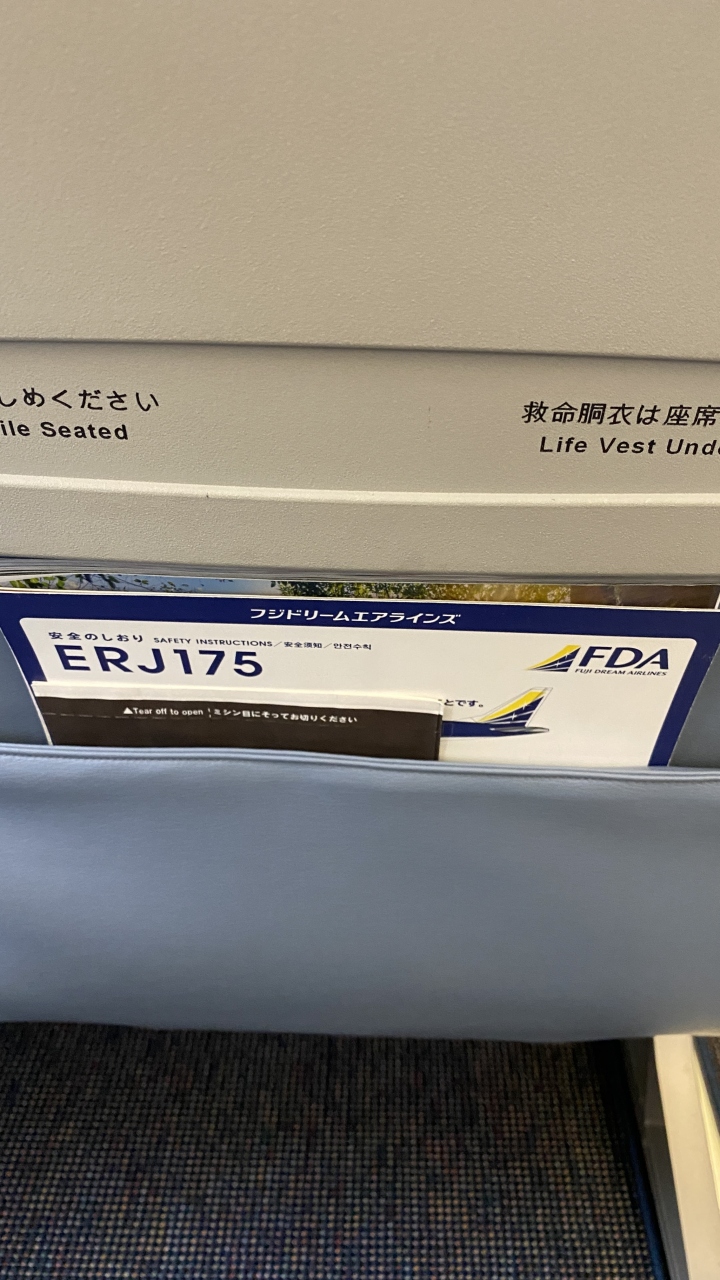 しめください
ile Seated
救命胴衣は座席
Life Vest Und
フジドリームエアラインズ
安全のしおり SAFETY INSTRUCTIONS/安全须知/안전수칙
ERJ175
FDA
FUJI DREAM AIRLINES
とです。
▲Tear off to open ミシン目にそってお切りください